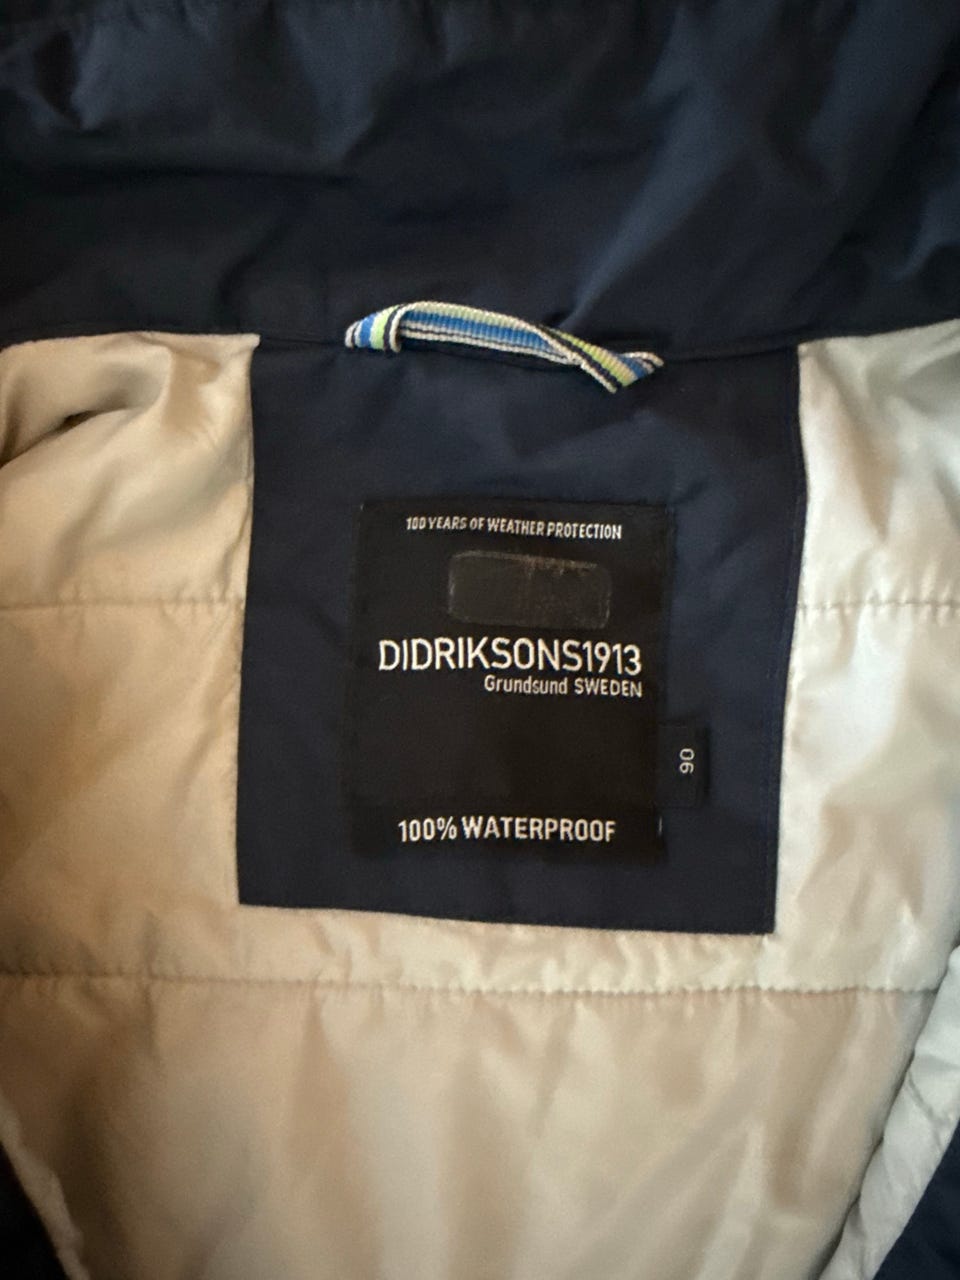 100 YEARS OF WEATHER PROTECTION
DIDRIKSONS1913
Grundsund SWEDEN
90
100% WATERPROOF